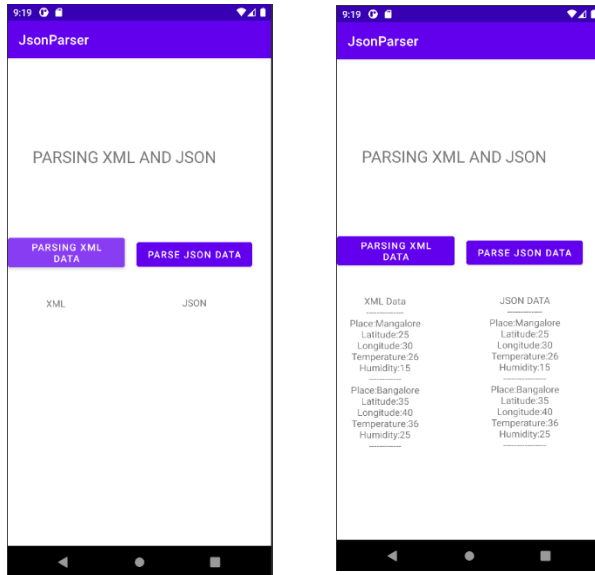 9:19
JsonParser
PARSING XML AND JSON
PARSING XML
DATA
PARSE JSON DATA
XML
JSON
9:19
JsonParser
PARSING XML AND JSON
PARSING XML
DATA
PARSE JSON DATA
XML Data
--------------
Place:Mangalore
Latitude:25
Longitude:30
Temperature:26
Humidity:15
------------
Place:Bangalore
Latitude:35
Longitude:40
Temperature:36
Humidity:25
-------------
JSON DATA
-------------
Place:Mangalore
Latitude:25
Longitude:30
Temperature:26
Humidity:15
----------------
Place:Bangalore
Latitude:35
Longitude:40
Temperature:36
Humidity:25
----------------